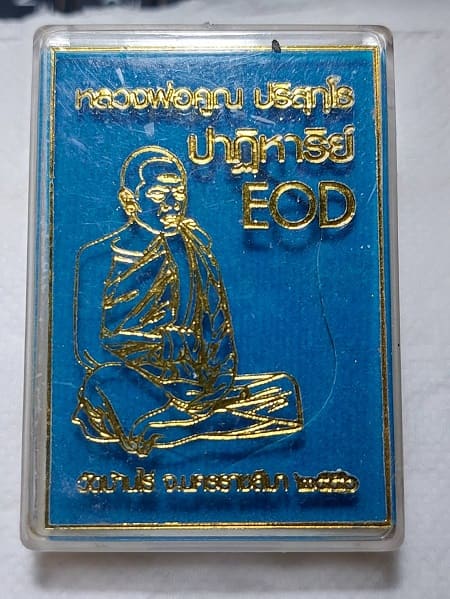 หลวงพ่อคูณ ปริสุทฺโธ
ปาฏิหาริย์
EOD
วัดบ้านไร่ จ.นครราชสีมา ๒๕๕๖